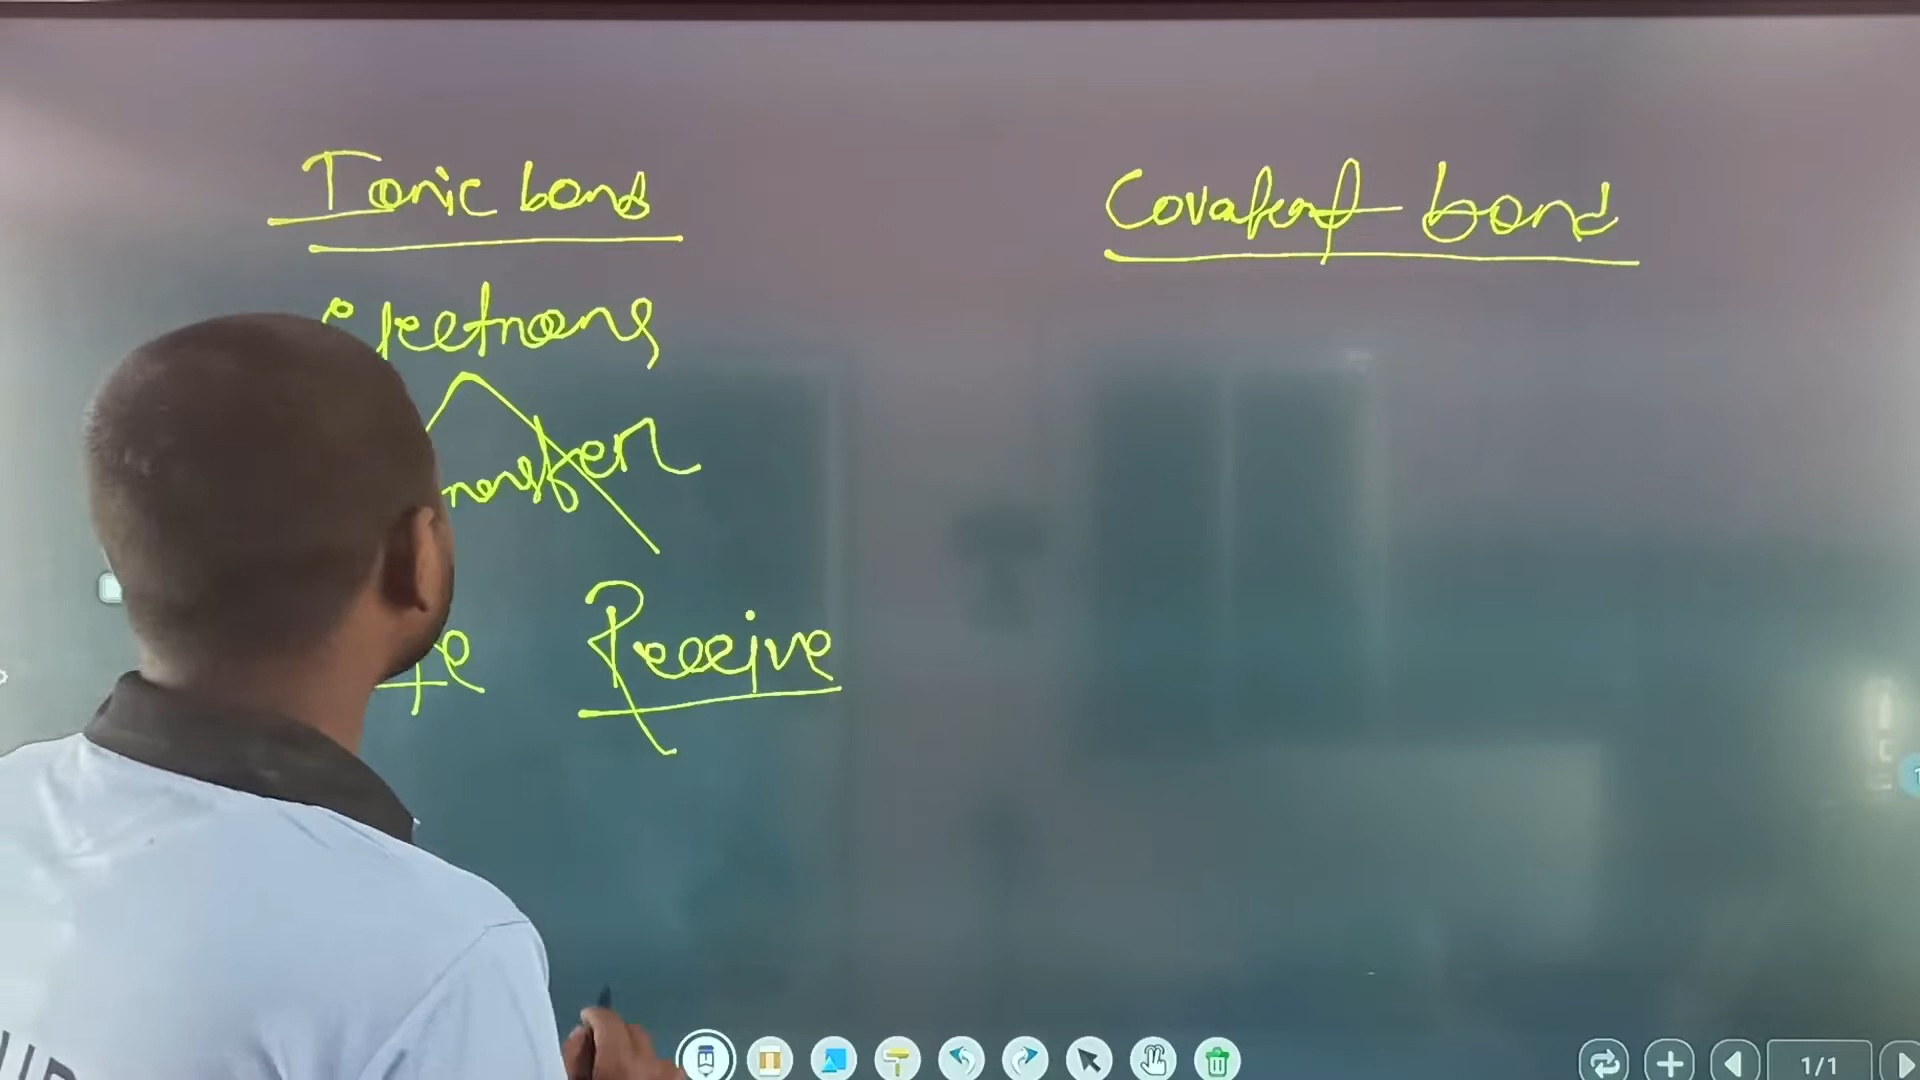 Ionic bond
Covalent bond
electrons
Receive
1/1